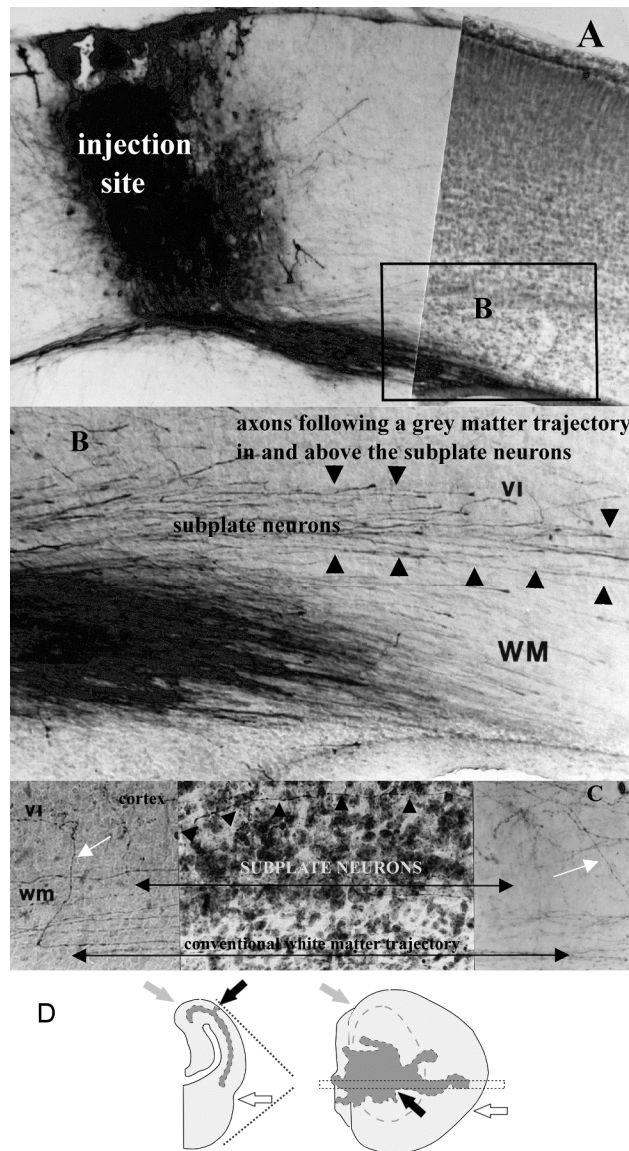 A
injection
site
B
B
axons following a grey matter trajectory
in and above the subplate neurons
VI
subplate neurons
WM
C
cortex
VI
SUBPLATE NEURONS
wm
conventional white matter trajectory
D